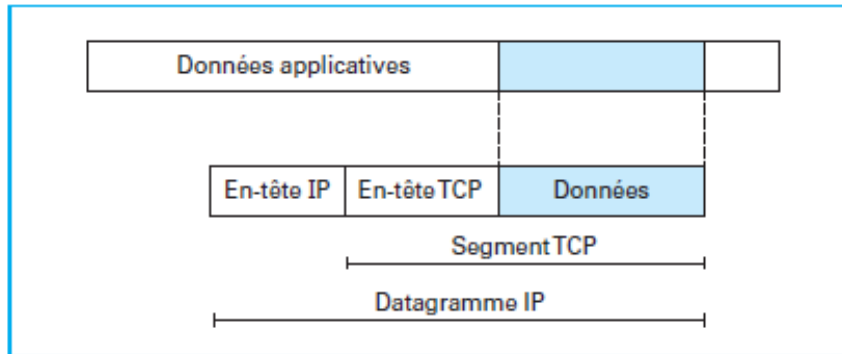 Données applicatives
En-tête IP
En-tête TCP
Données
Segment TCP
Datagramme IP